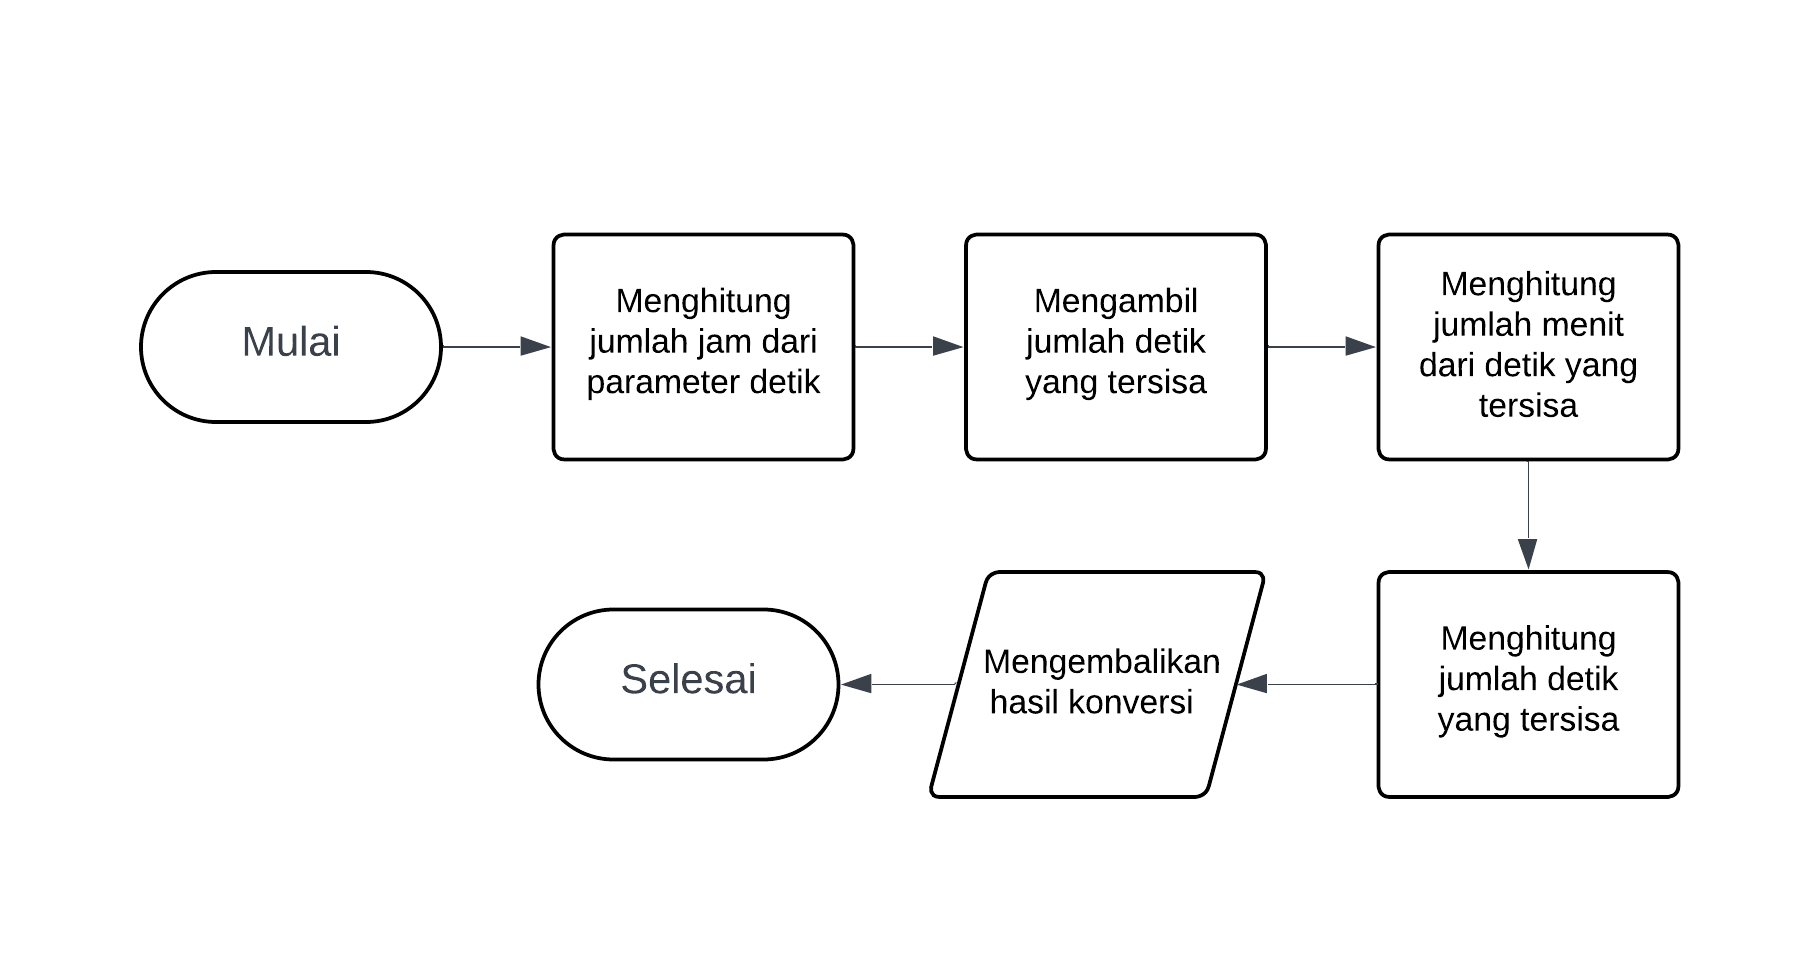 Mulai
Menghitung
jumlah jam dari
parameter detik
Mengambil
jumlah detik
yang tersisa
Menghitung
jumlah menit
dari detik yang
tersisa
Menghitung
jumlah detik
yang tersisa
Mengembalikan
hasil konversi
Selesai